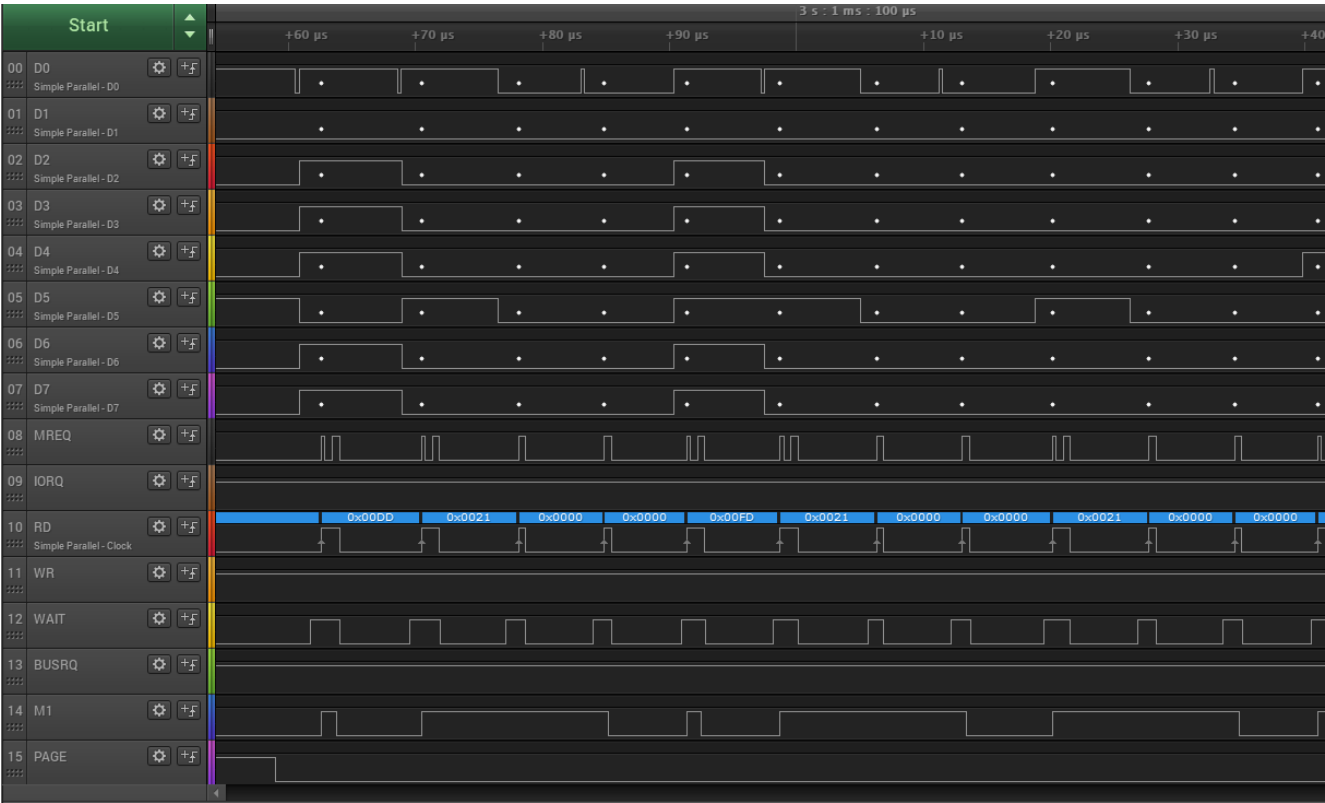 Start
3 s : 1 ms : 100 µs
+60 µs +70 µs +80 µs +90 µs +10 µs +20 µs +30 µs +40
00 D0
Simple Parallel - D0
01 D1
Simple Parallel - D1
02 D2
Simple Parallel - D2
03 D3
Simple Parallel - D3
04 D4
Simple Parallel - D4
05 D5
Simple Parallel - D5
06 D6
Simple Parallel - D6
07 D7
Simple Parallel - D7
08 MREQ
09 IORQ
10 RD
Simple Parallel - Clock
0x00DD 0x0021 0x0000 0x0000 0x00FD 0x0021 0x0000 0x0000 0x0021 0x0000 0x0000
11 WR
12 WAIT
13 BUSRQ
14 M1
15 PAGE